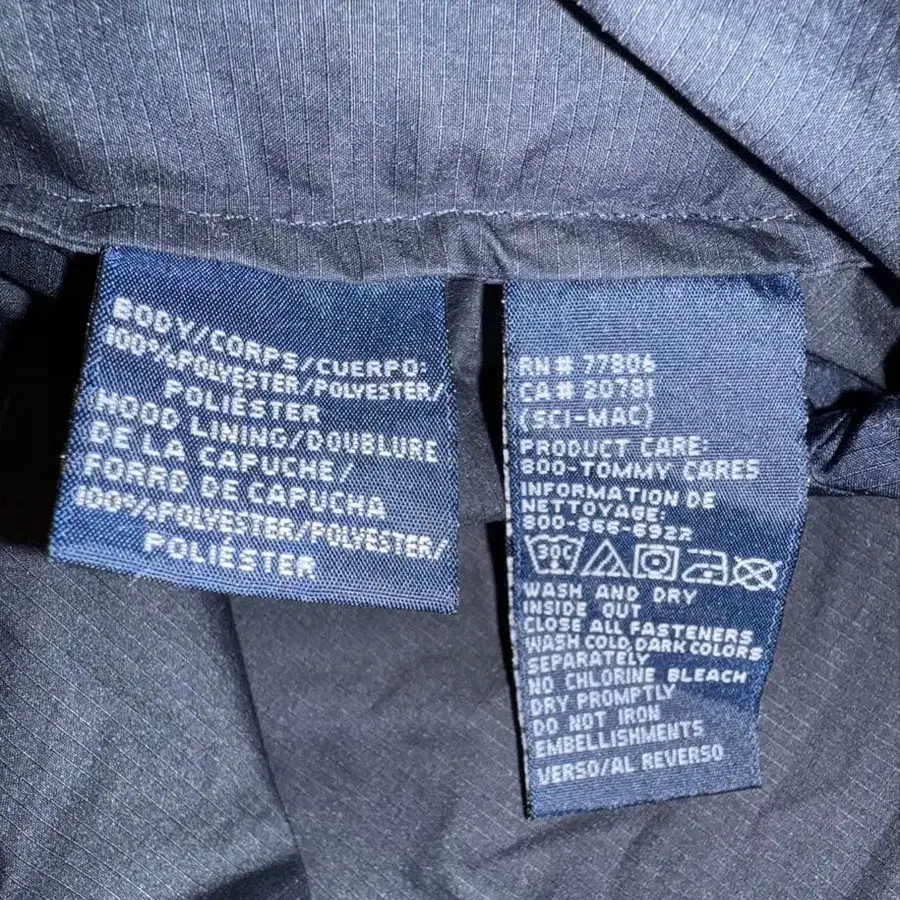 BODY/CORPS/CUERPO:
100%POLYESTER/POLYESTER/
POLIÉSTER
HOOD LINING/DOUBLURE
DE LA CAPUCHE/
FORRO DE CAPUCHA
100%POLYESTER/POLYESTER/
POLIÉSTER
RN# 77806
CA# 20781
(SCI-MAC)
PRODUCT CARE:
800-TOMMY CARES
INFORMATION DE
NETTOYAGE:
800-866-6922
30C
WASH AND DRY
INSIDE OUT
CLOSE ALL FASTENERS
WASH COLD,DARK COLORS
SEPARATELY
NO CHLORINE BLEACH
DRY PROMPTLY
DO NOT IRON
EMBELLISHMENTS
VERSO/AL REVERSO